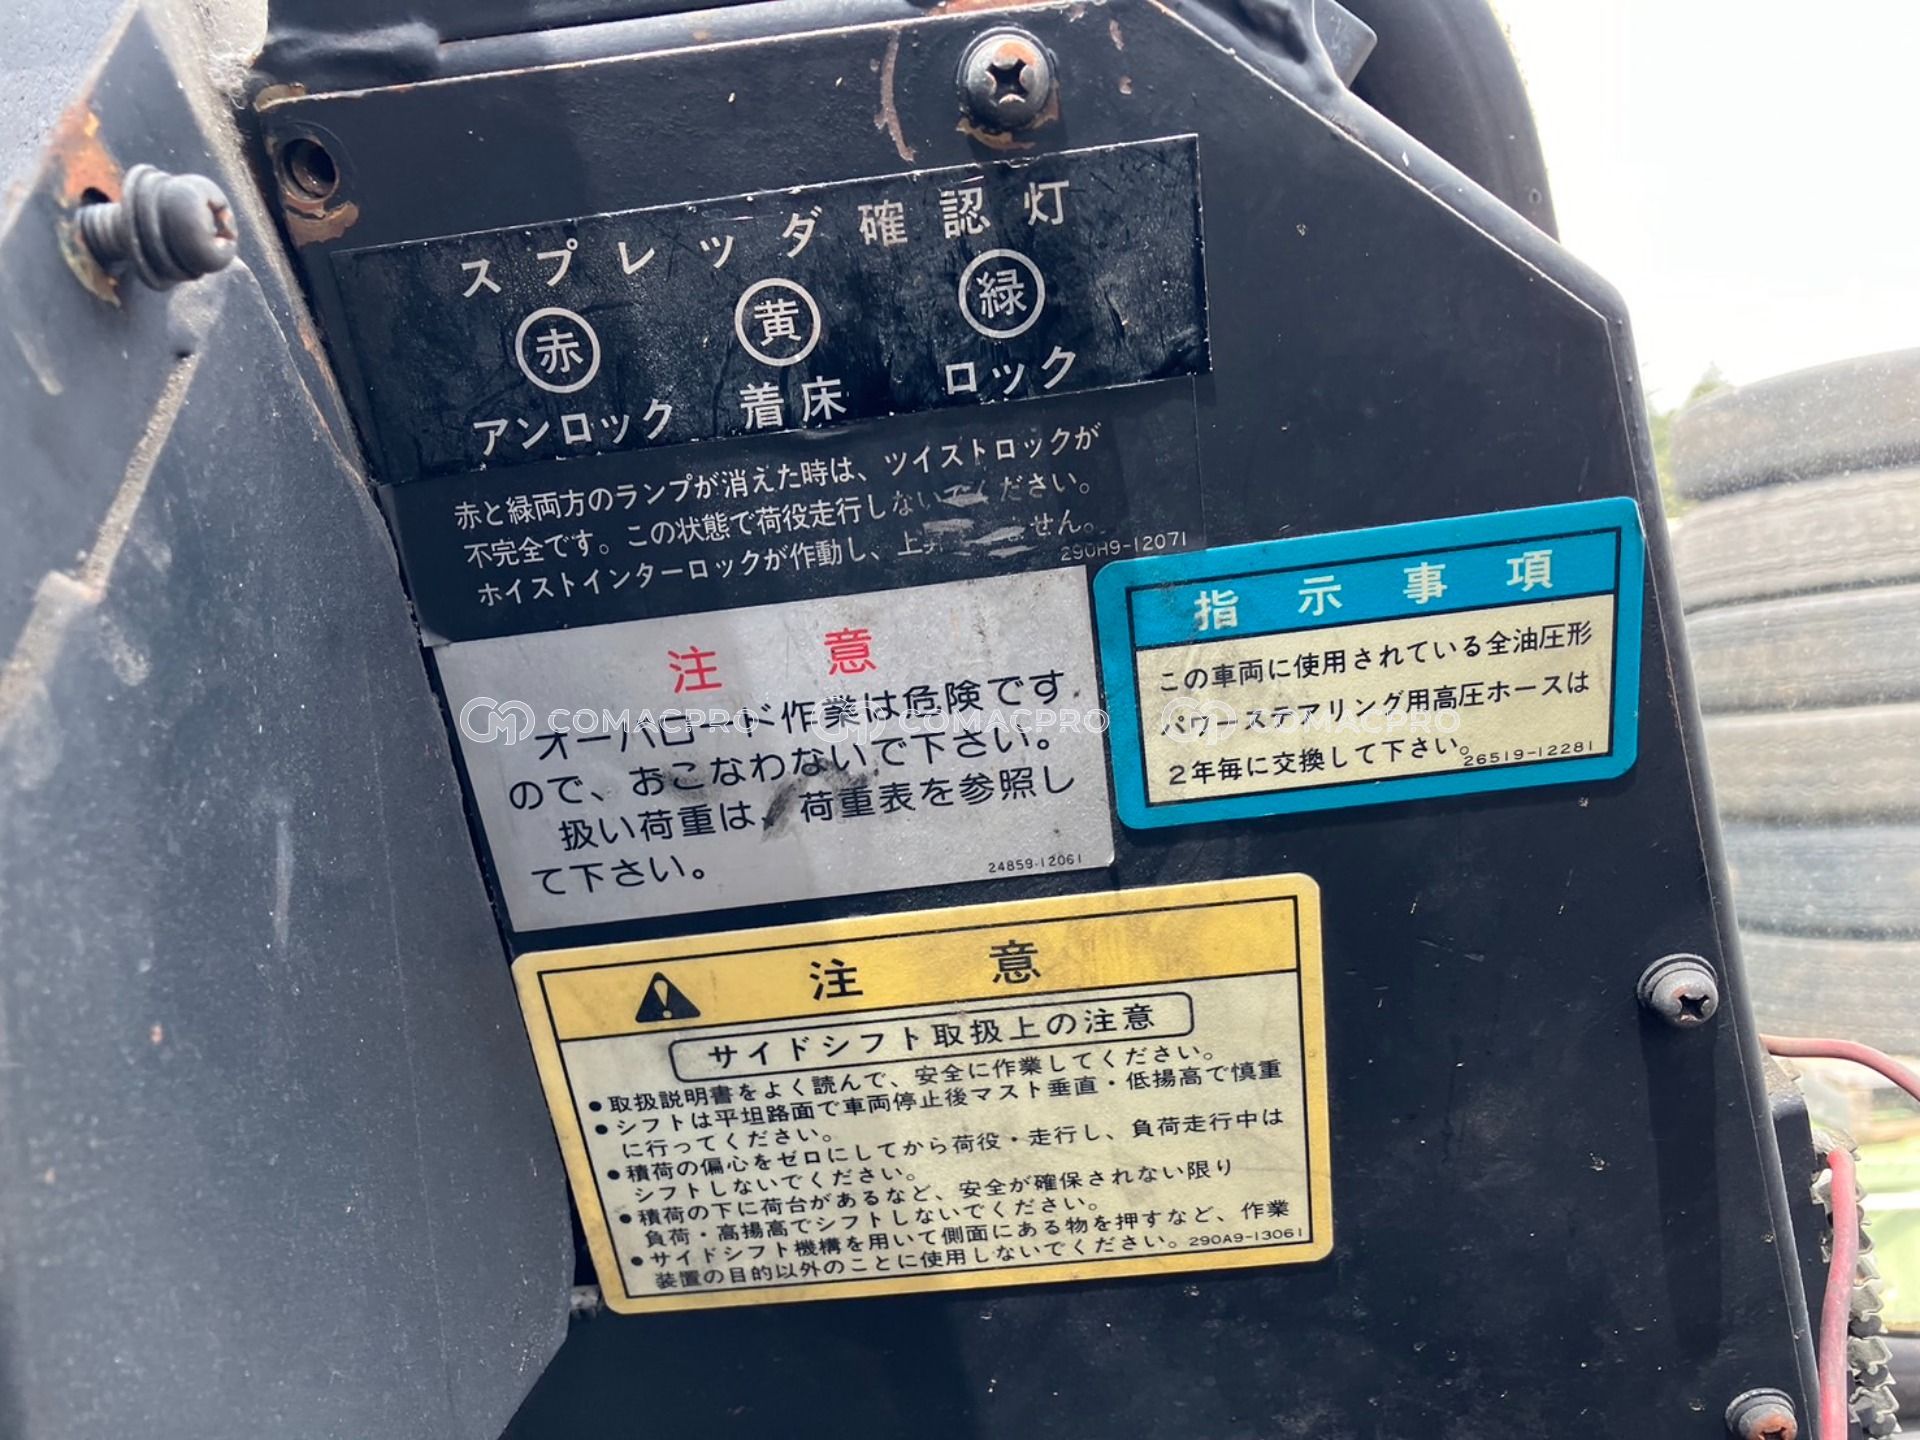 スプレッダ確認灯
赤 黄 緑
アンロック 着床 ロック
赤と緑両方のランプが消えた時は、ツイストロックが
不完全です。この状態で荷役走行しないでください。
ホイストインターロックが作動し、上昇 せん。
290H9-12071
注意
オーバロード作業は危険です
ので、おこなわないで下さい。
扱い荷重は、荷重表を参照し
て下さい。
24859-12061
指示事項
この車両に使用されている全油圧形
パワーステアリング用高圧ホースは
2年毎に交換して下さい。
26519-12281
注意
サイドシフト取扱上の注意
●取扱説明書をよく読んで、安全に作業してください。
●シフトは平坦路面で車両停止後マスト垂直・低揚高で慎重
に行ってください。
●積荷の偏心をゼロにしてから荷役・走行し、負荷走行中は
シフトしないでください。
●積荷の下に荷台があるなど、安全が確保されない限り
負荷・高揚高でシフトしないでください。
●サイドシフト機構を用いて側面にある物を押すなど、作業
装置の目的以外のことに使用しないでください。
290A9-13061
COMACPRO COMACPRO COMACPRO